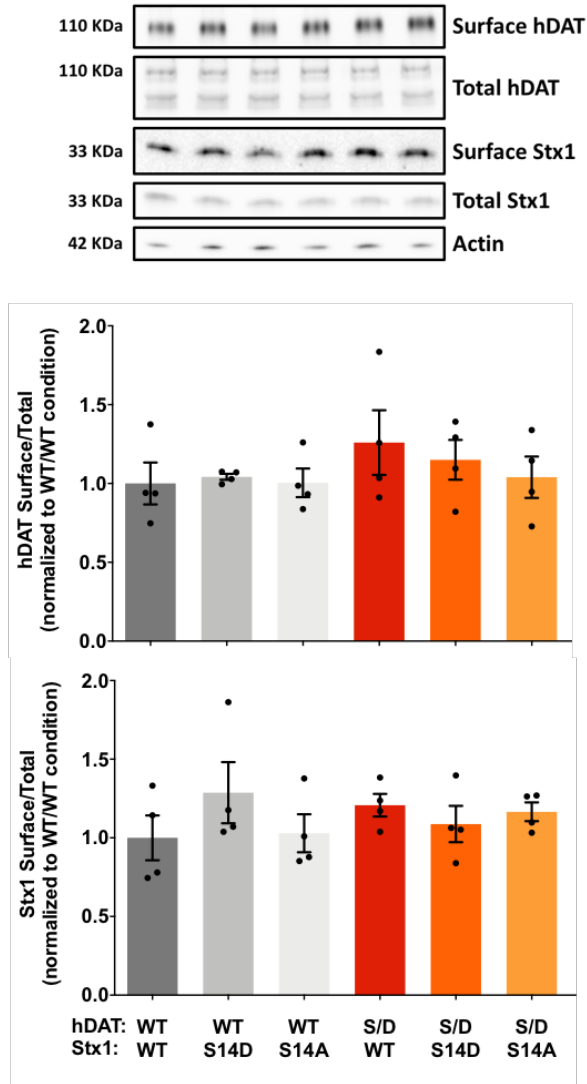 110 KDa Surface hDAT
110 KDa Total hDAT
33 KDa Surface Stx1
33 KDa Total Stx1
42 KDa Actin
hDAT Surface/Total
(normalized to WT/WT condition)
2.0
1.5
1.0
0.5
0.0
Stx1 Surface/Total
(normalized to WT/WT condition)
2.0
1.5
1.0
0.5
0.0
hDAT: WT WT WT S/D S/D S/D
Stx1: WT S14D S14A WT S14D S14A